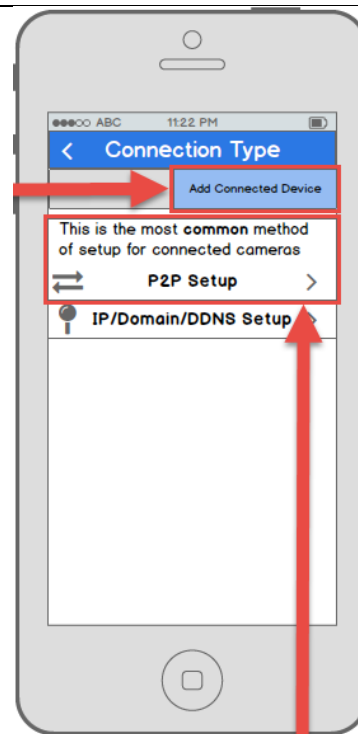 ABC 11:22 PM
Connection Type
Add Connected Device
This is the most common method
of setup for connected cameras
P2P Setup
IP/Domain/DDNS Setup